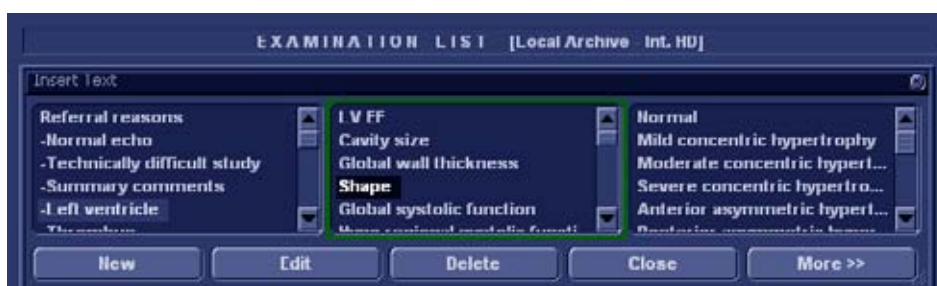 EXAMINATION LIST [Local Archive Int. HD]
Insert Text
Referral reasons
-Normal echo
-Technically difficult study
-Summary comments
-Left ventricle
LV EF
Cavity size
Global wall thickness
Shape
Global systolic function
Normal
Mild concentric hypertrophy
Moderate concentric hypert...
Severe concentric hypertro...
Anterior asymmetric hypert...
New Edit Delete Close More >>